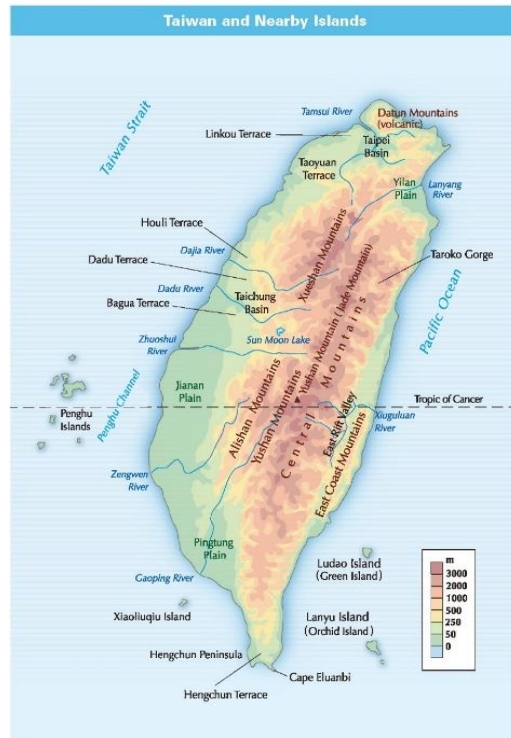 Taiwan and Nearby Islands
Taiwan Strait
Tamsui River
Datun Mountains
(volcanic)
Linkou Terrace
Taipei
Basin
Taoyuan
Terrace
Yilan
Plain
Lanyang
River
Houli Terrace
Xueshan Mountains
Dajia River
Taroko Gorge
Dadu Terrace
Dadu River
Taichung
Basin
Bagua Terrace
Yushan Mountain (Jade Mountain)
Pacific Ocean
Sun Moon Lake
Zhuoshui
River
Central Mountains
Jianan
Plain
Alishan Mountains
Yushan Mountains
Penghu Channel
Penghu
Islands
Tropic of Cancer
Xiuguluan
River
East Rift Valley
East Coast Mountains
Zengwen
River
Pingtung
Plain
Gaoping River
Ludao Island
(Green Island)
Xiaoliuqiu Island
Lanyu Island
(Orchid Island)
Hengchun Peninsula
Cape Eluanbi
Hengchun Terrace
m
3000
2000
1000
500
250
50
0